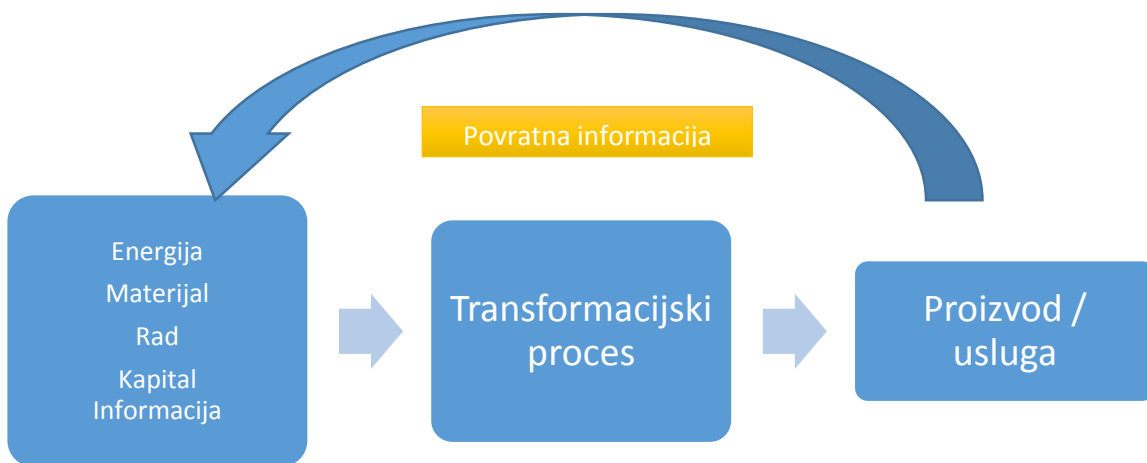 Povratna informacija
Energija
Materijal
Rad
Kapital
Informacija
Transformacijski
proces
Proizvod /
usluga